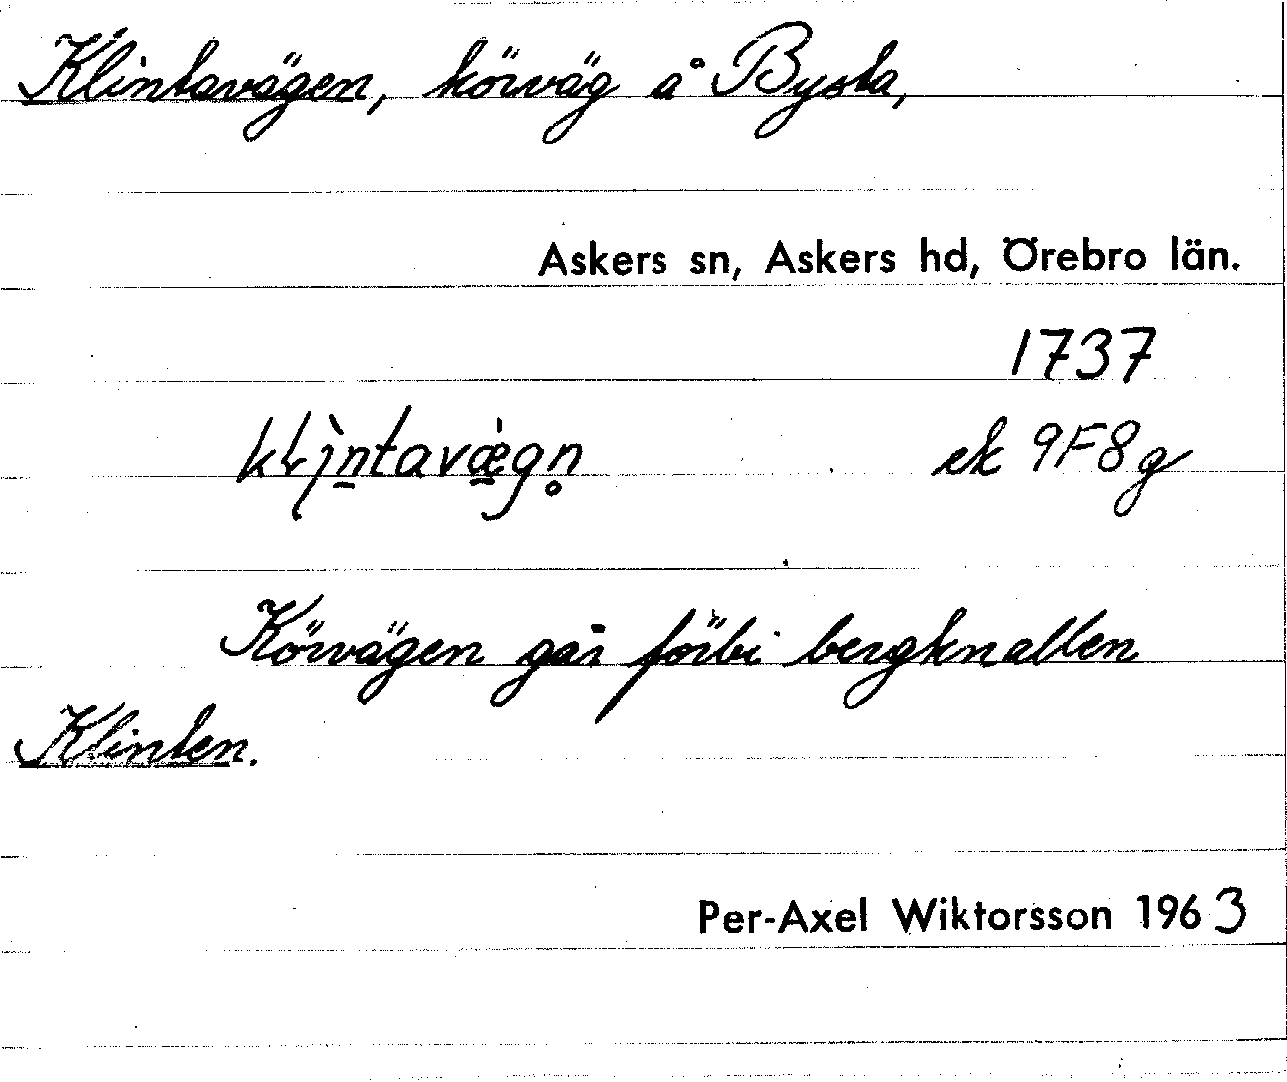 Klintavägen, körväg å Bysta,
Askers sn, Askers hd, Örebro län.
1737
ek 9F8g
Körvägen går förbi bergknallen
Klinten.
Per-Axel Wiktorsson 1963